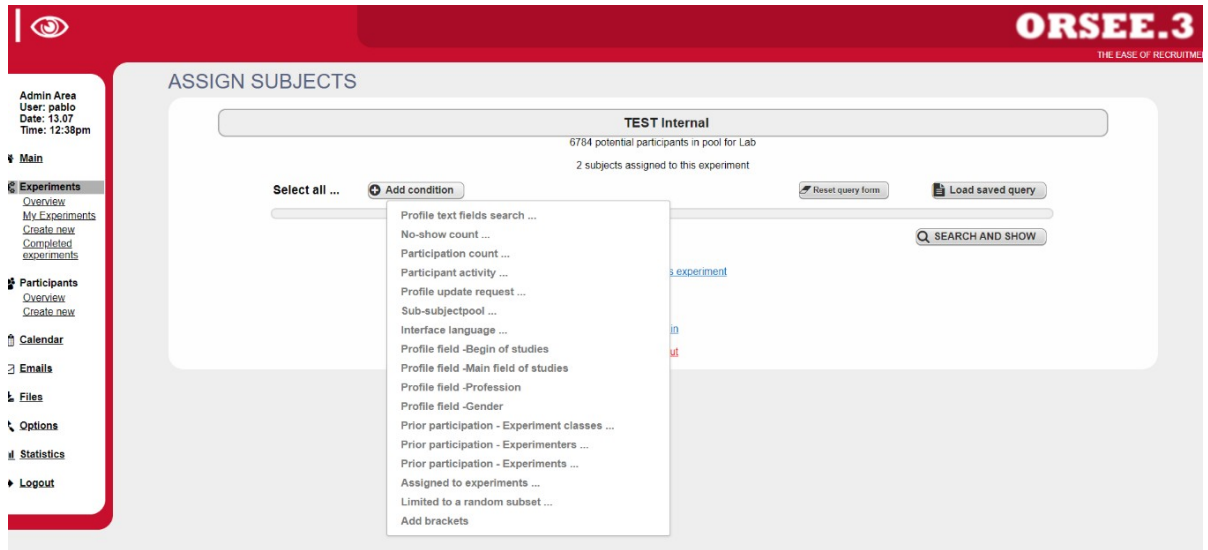 ORSEE.3
THE EASE OF RECRUITME
ASSIGN SUBJECTS
Admin Area
User: pablo
Date: 13.07
Time: 12:38pm
Main
Experiments
Overview
My Experiments
Create new
Completed
experiments
Participants
Overview
Create new
Calendar
Emails
Files
Options
Statistics
Logout
TEST Internal
6784 potential participants in pool for Lab
2 subjects assigned to this experiment
Select all ... Add condition Reset query form Load saved query
SEARCH AND SHOW
Profile text fields search ...
No-show count ...
Participation count ...
Participant activity ...
Profile update request ...
Sub-subjectpool ...
Interface language ...
Profile field -Begin of studies
Profile field -Main field of studies
Profile field -Profession
Profile field -Gender
Prior participation - Experiment classes ...
Prior participation - Experimenters ...
Prior participation - Experiments ...
Assigned to experiments ...
Limited to a random subset ...
Add brackets
s experiment
in
ut